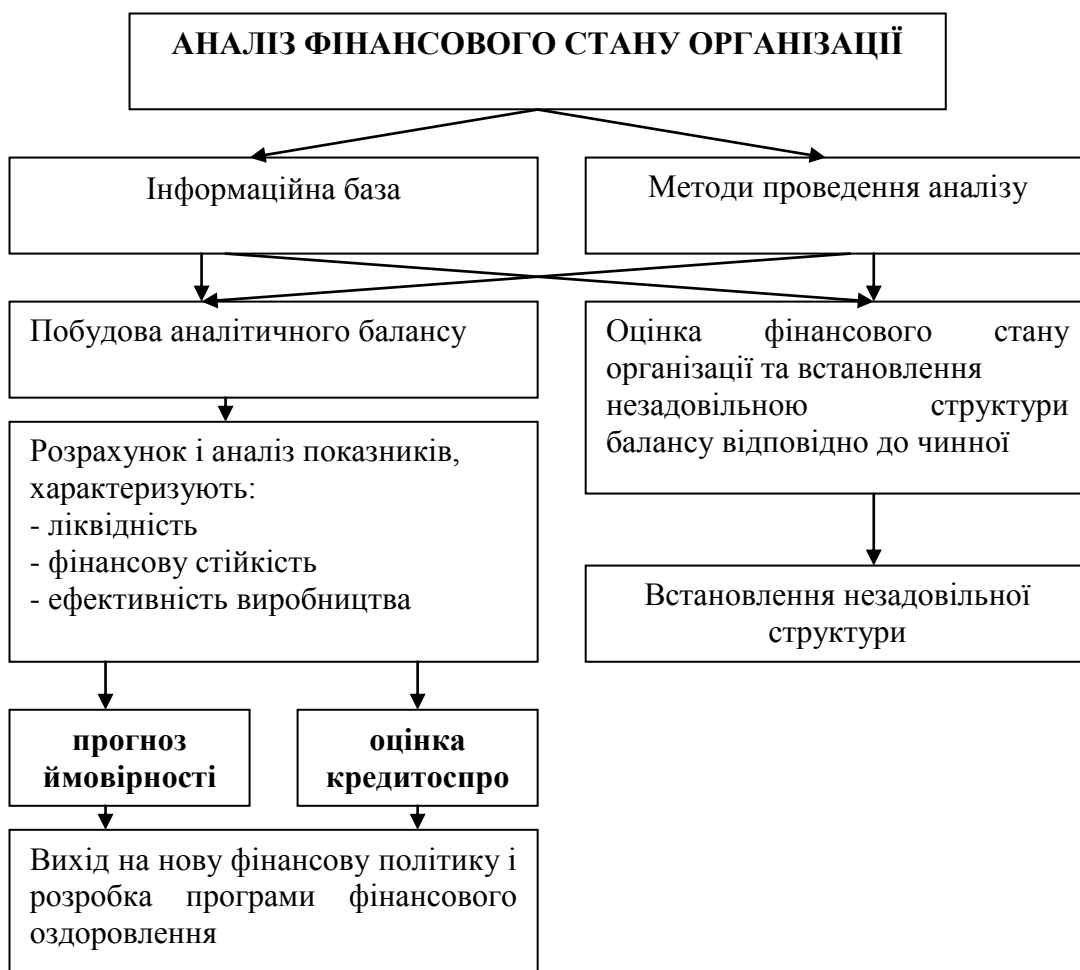 АНАЛІЗ ФІНАНСОВОГО СТАНУ ОРГАНІЗАЦІЇ
Інформаційна база
Методи проведення аналізу
Побудова аналітичного балансу
Оцінка фінансового стану
організації та встановлення
незадовільною структури
балансу відповідно до чинної
Розрахунок і аналіз показників,
характеризують:
- ліквідність
- фінансову стійкість
- ефективність виробництва
Встановлення незадовільної
структури
прогноз
ймовірності
оцінка
кредитоспро
Вихід на нову фінансову політику і
розробка програми фінансового
оздоровлення